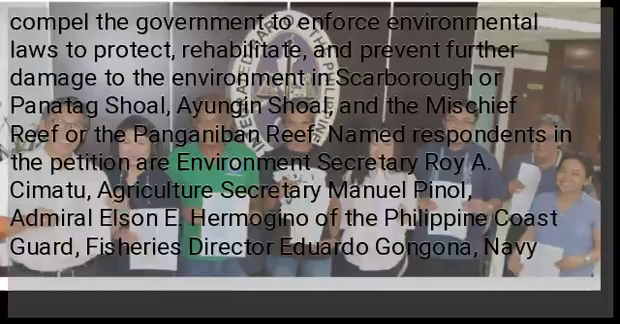 compel the government to enforce environmental
laws to protect, rehabilitate, and prevent further
damage to the environment in Scarborough or
Panatag Shoal, Ayungin Shoal, and the Mischief
Reef or the Panganiban Reef. Named respondents in
the petition are Environment Secretary Roy A.
Cimatu, Agriculture Secretary Manuel Pinol,
Admiral Elson E. Hermogino of the Philippine Coast
Guard, Fisheries Director Eduardo Gongona, Navy